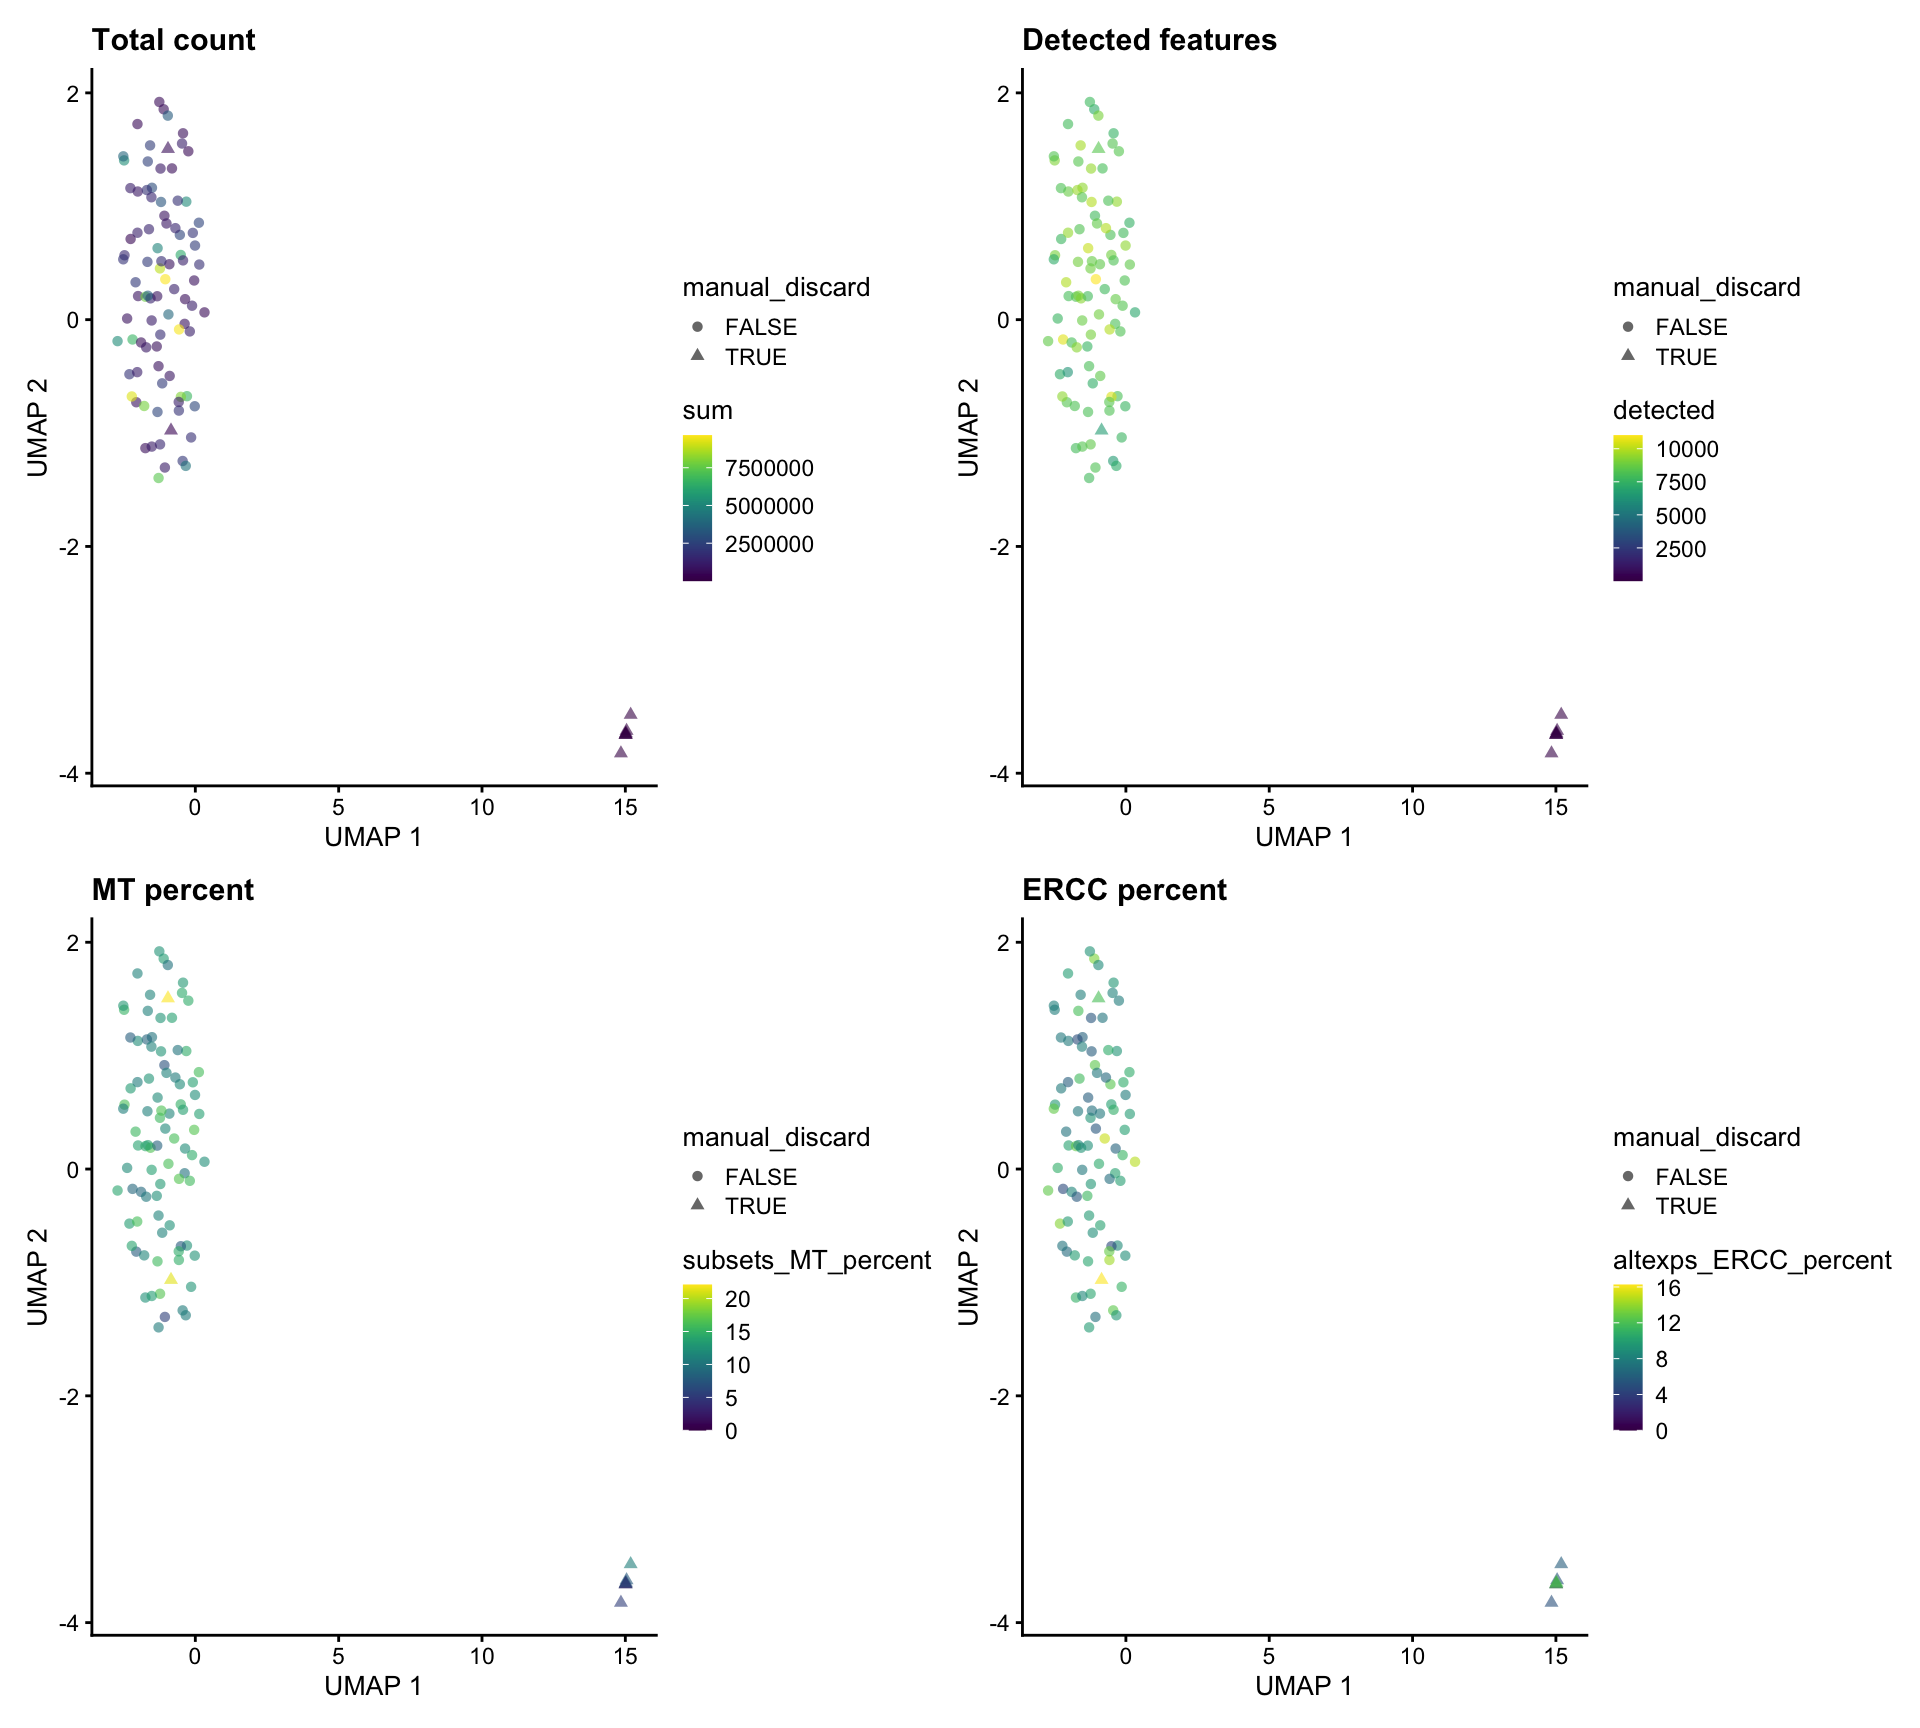 Total count
2
0
-2
-4
UMAP 2
0
5
10
15
UMAP 1
manual_discard
FALSE
TRUE
sum
7500000
5000000
2500000
Detected features
2
0
-2
-4
UMAP 2
0
5
10
15
UMAP 1
manual_discard
FALSE
TRUE
detected
10000
7500
5000
2500
MT percent
2
0
-2
-4
UMAP 2
0
5
10
15
UMAP 1
manual_discard
FALSE
TRUE
subsets_MT_percent
20
15
10
5
0
ERCC percent
2
0
-2
-4
UMAP 2
0
5
10
15
UMAP 1
manual_discard
FALSE
TRUE
altexps_ERCC_percent
16
12
8
4
0